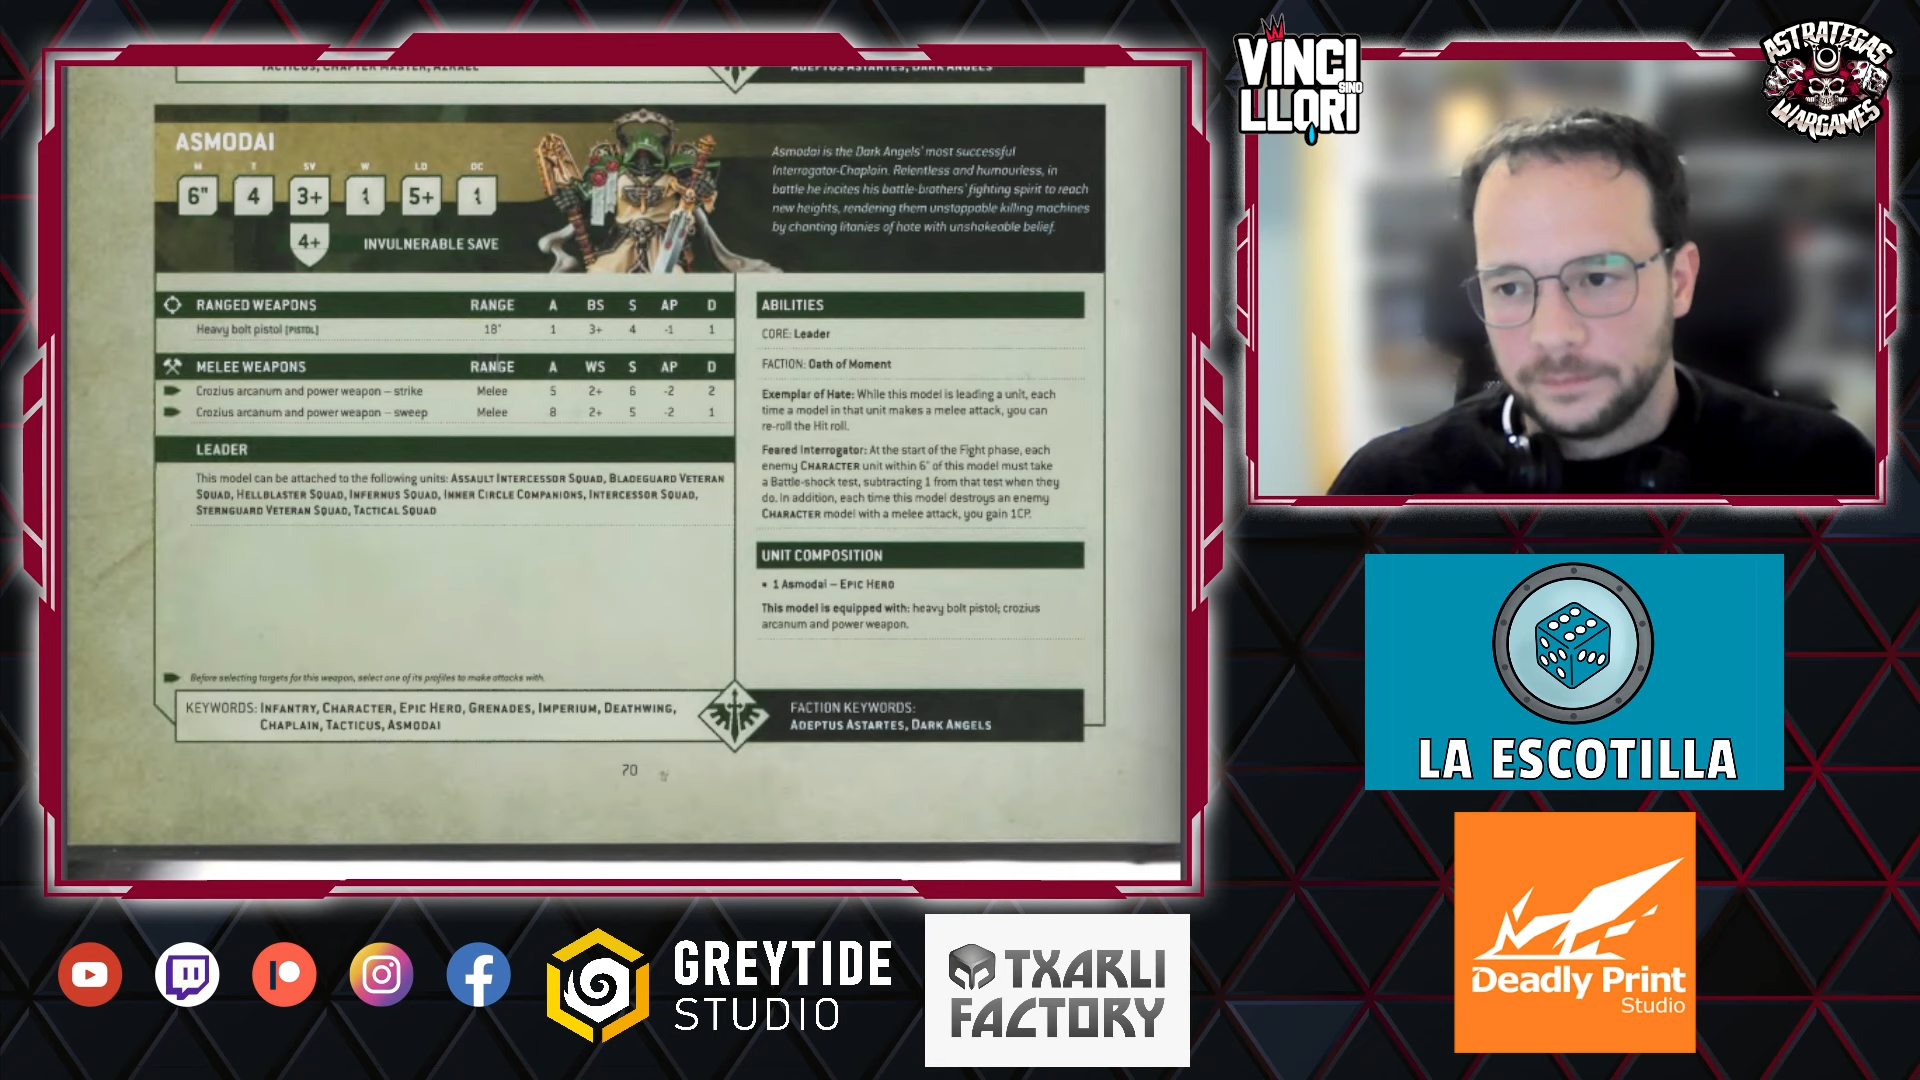 TACTICUS, CHAPTER MASTER, AZRAEL
ADEPTUS ASTARTES, DARK ANGELS
ASMODAI
M T SV W LD OC
6" 4 3+ 1 5+ 1
4+ INVULNERABLE SAVE
Asmodai is the Dark Angels' most successful
Interrogator-Chaplain. Relentless and humourless, in
battle he incites his battle-brothers' fighting spirit to reach
new heights, rendering them unstoppable killing machines
by chanting litanies of hate with unshakeable belief.
RANGED WEAPONS RANGE A BS S AP D
Heavy bolt pistol [PISTOL] 18" 1 3+ 4 -1 1
MELEE WEAPONS RANGE A WS S AP D
Crozius arcanum and power weapon – strike Melee 5 2+ 6 -2 2
Crozius arcanum and power weapon – sweep Melee 8 2+ 5 -2 1
LEADER
This model can be attached to the following units: ASSAULT INTERCESSOR SQUAD, BLADEGUARD VETERAN
SQUAD, HELLBLASTER SQUAD, INFERNUS SQUAD, INNER CIRCLE COMPANIONS, INTERCESSOR SQUAD,
STERNGUARD VETERAN SQUAD, TACTICAL SQUAD
Before selecting targets for this weapon, select one of its profiles to make attacks with.
ABILITIES
CORE: Leader
FACTION: Oath of Moment
Exemplar of Hate: While this model is leading a unit, each
time a model in that unit makes a melee attack, you can
re-roll the Hit roll.
Feared Interrogator: At the start of the Fight phase, each
enemy CHARACTER unit within 6" of this model must take
a Battle-shock test, subtracting 1 from that test when they
do. In addition, each time this model destroys an enemy
CHARACTER model with a melee attack, you gain 1CP.
UNIT COMPOSITION
• 1 Asmodai – EPIC HERO
This model is equipped with: heavy bolt pistol; crozius
arcanum and power weapon.
KEYWORDS: INFANTRY, CHARACTER, EPIC HERO, GRENADES, IMPERIUM, DEATHWING,
CHAPLAIN, TACTICUS, ASMODAI
FACTION KEYWORDS:
ADEPTUS ASTARTES, DARK ANGELS
70
VINCI
SINO
LLORI
ASTRATEGAS
WARGAMES
LA ESCOTILLA
Deadly Print
Studio
GREYTIDE
STUDIO
TXARLI
FACTORY